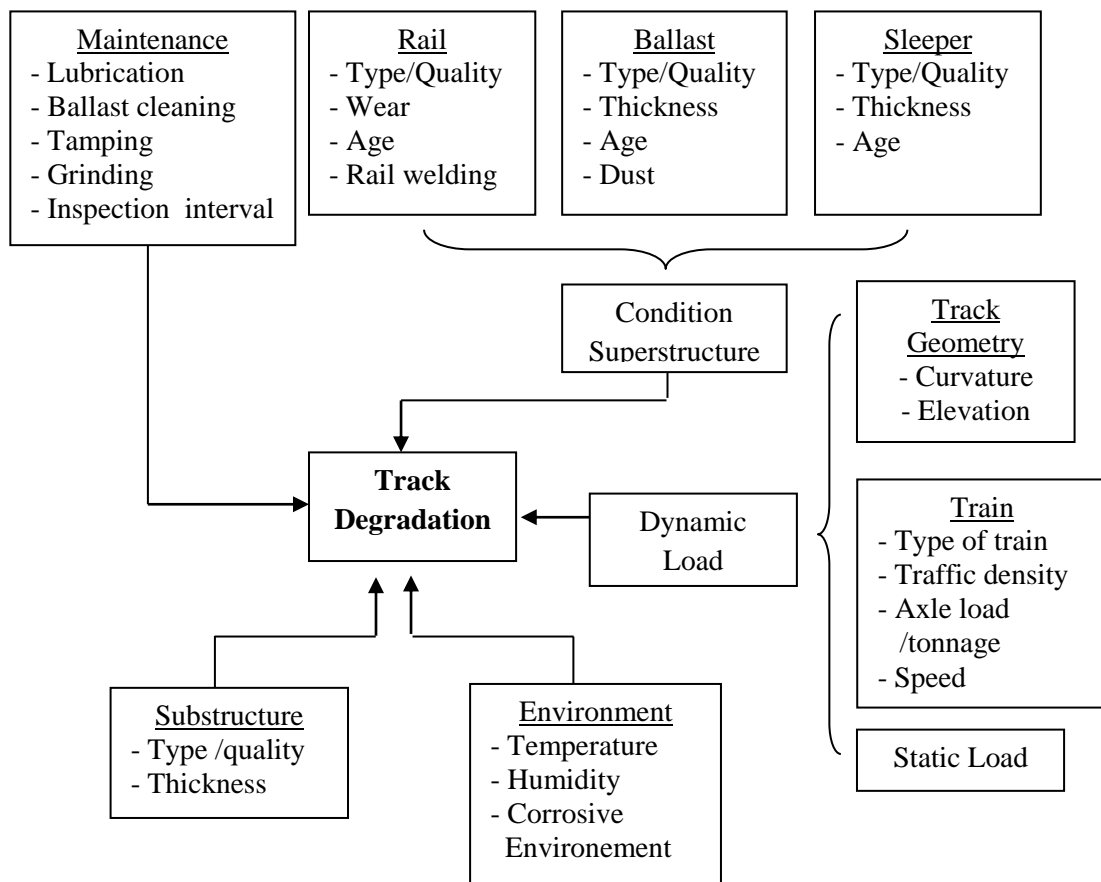 Maintenance
- Lubrication
- Ballast cleaning
- Tamping
- Grinding
- Inspection interval
Rail
- Type/Quality
- Wear
- Age
- Rail welding
Ballast
- Type/Quality
- Thickness
- Age
- Dust
Sleeper
- Type/Quality
- Thickness
- Age
Condition
Superstructure
Track
Geometry
- Curvature
- Elevation
Track
Degradation
Dynamic
Load
Train
- Type of train
- Traffic density
- Axle load
/tonnage
- Speed
Substructure
- Type /quality
- Thickness
Environment
- Temperature
- Humidity
- Corrosive
Environement
Static Load